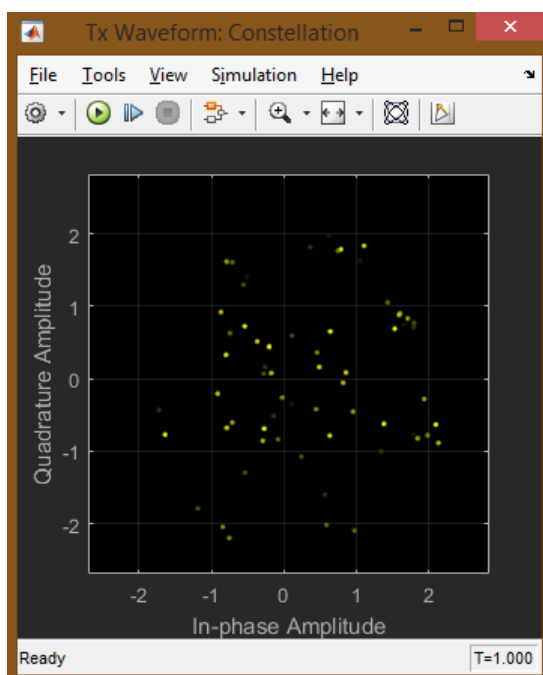 Tx Waveform: Constellation
File Tools View Simulation Help
2
1
0
-1
-2
Quadrature Amplitude
-2 -1 0 1 2
In-phase Amplitude
Ready T=1.000